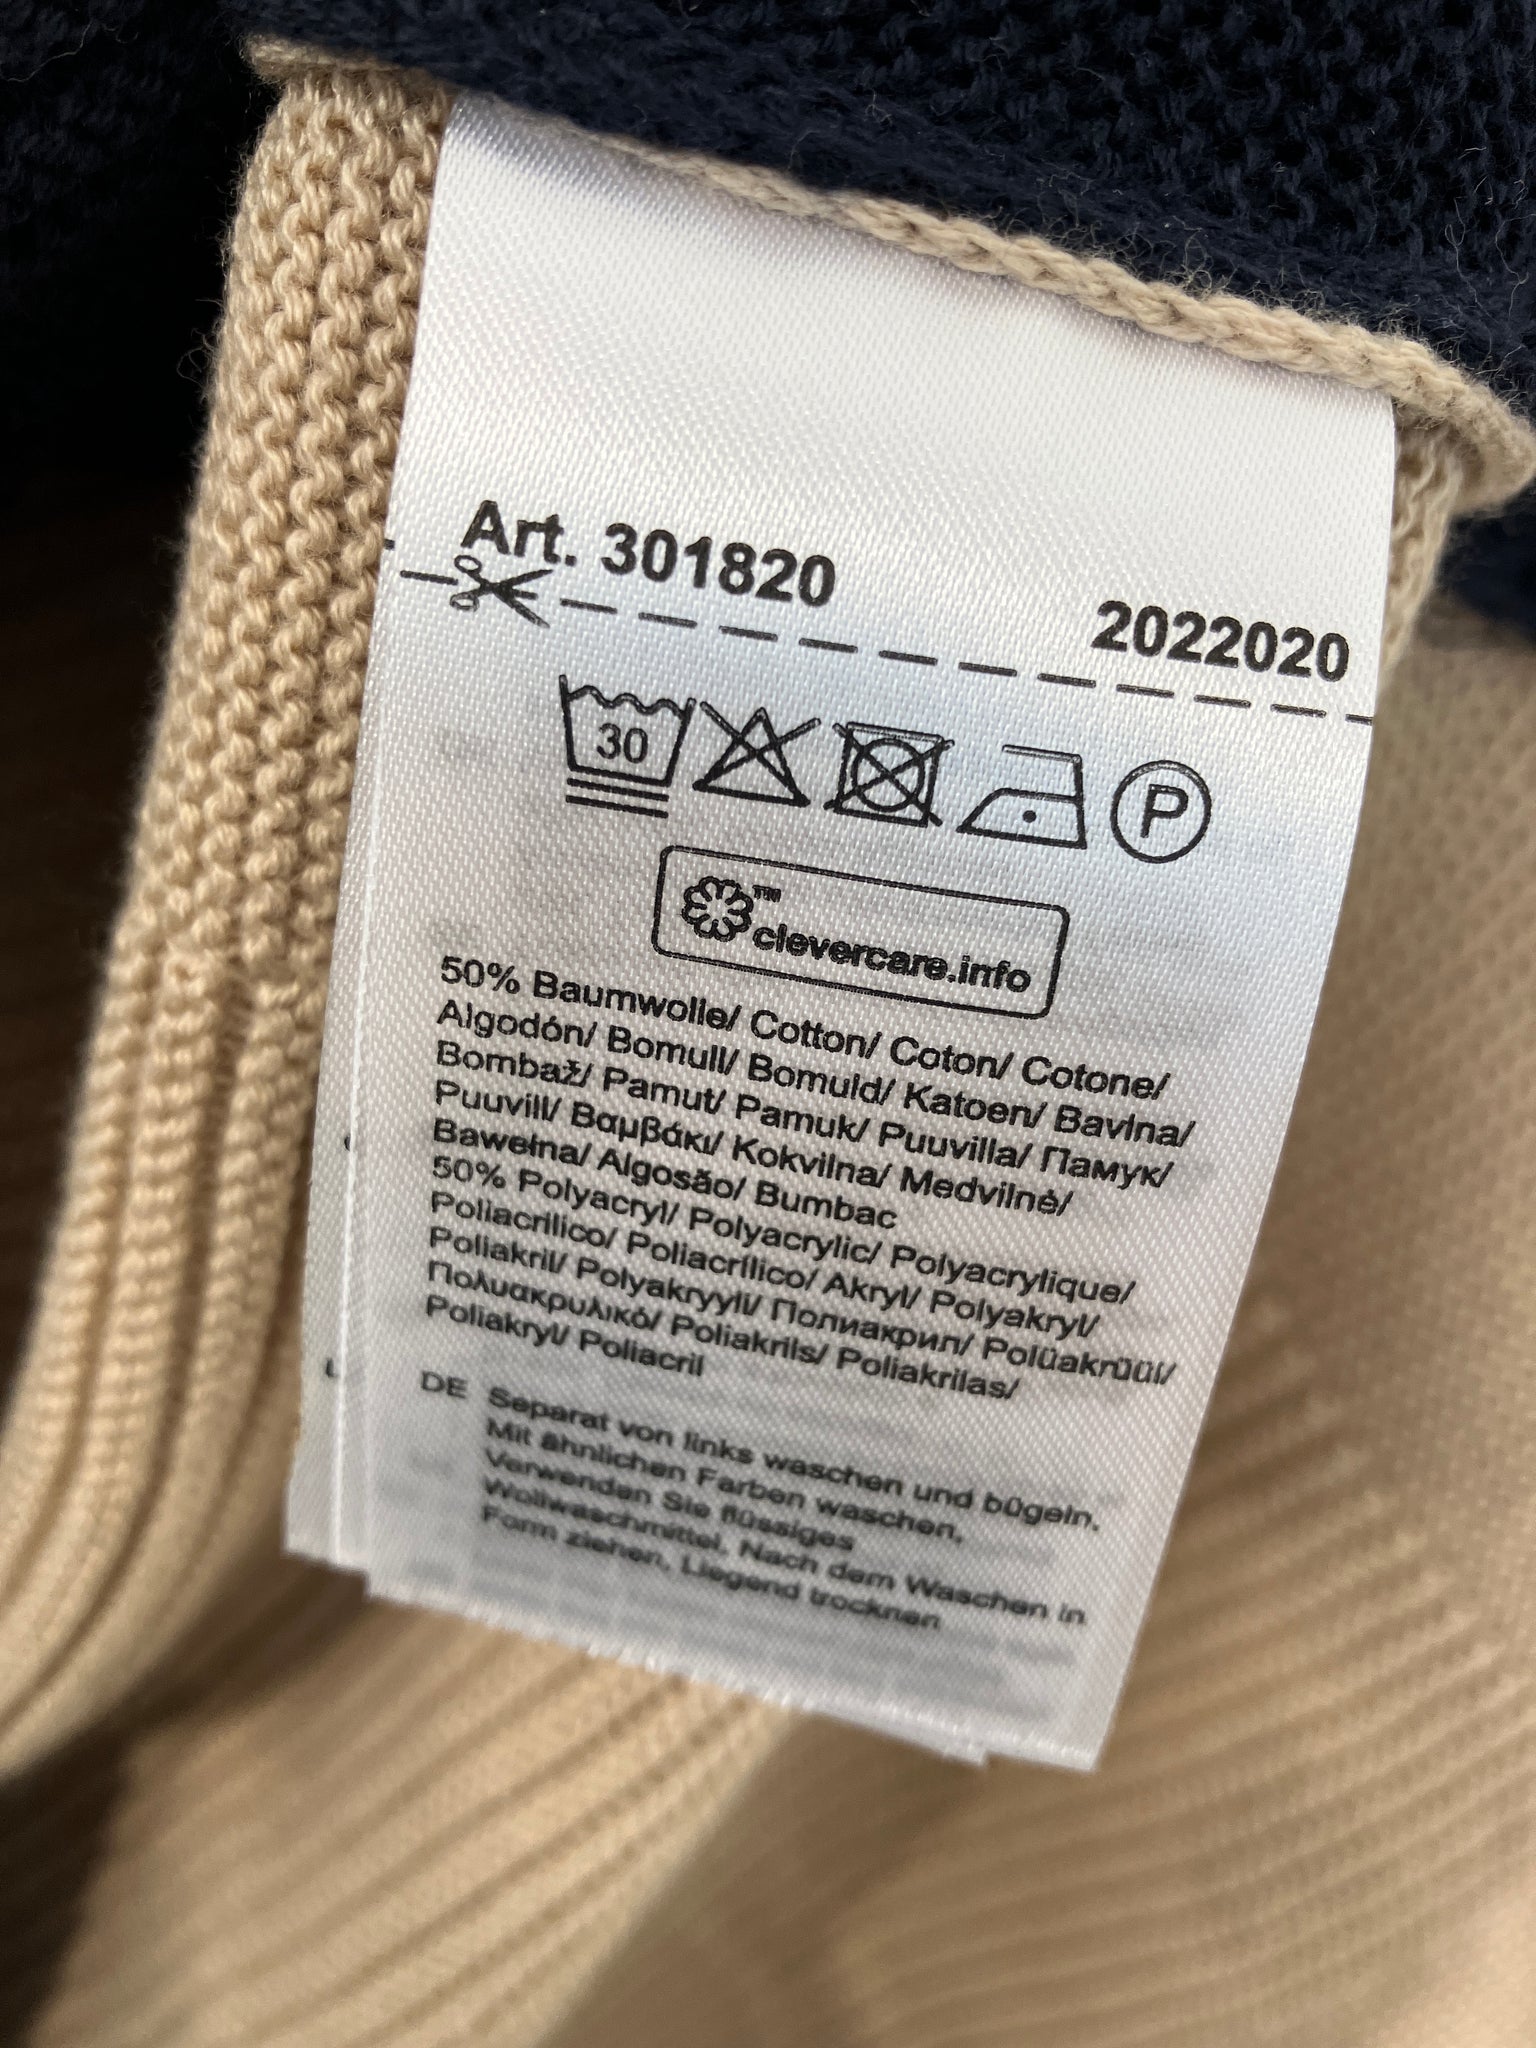 Art. 301820
2022020
30
P
™
clevercare.info
50% Baumwolle/ Cotton/ Coton/ Cotone/
Algodón/ Bomull/ Bomuld/ Katoen/ Bavlna/
Bombaž/ Pamut/ Pamuk/ Puuvilla/ Памук/
Puuvill/ Βαμβάκι/ Kokvilna/ Medvilnė/
Bawełna/ Algosão/ Bumbac
50% Polyacryl/ Polyacrylic/ Polyacrylique/
Poliacrilico/ Poliacrílico/ Akryl/ Polyakryl/
Poliakril/ Polyakryyli/ Полиакрил/ Polüakrüül/
Πολυακρυλικό/ Poliakrils/ Poliakrilas/
Poliakryl/ Poliacril
DE Separat von links waschen und bügeln.
Mit ähnlichen Farben waschen.
Verwenden Sie flüssiges
Wollwaschmittel. Nach dem Waschen in
Form ziehen. Liegend trocknen